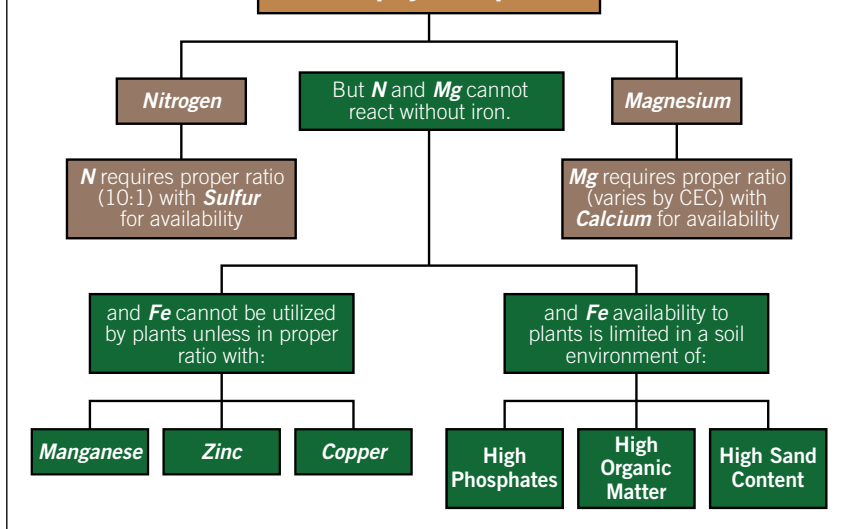 Nitrogen
But N and Mg cannot
react without iron.
Magnesium
N requires proper ratio
(10:1) with Sulfur
for availability
Mg requires proper ratio
(varies by CEC) with
Calcium for availability
and Fe cannot be utilized
by plants unless in proper
ratio with:
and Fe availability to
plants is limited in a soil
environment of:
Manganese
Zinc
Copper
High
Phosphates
High
Organic
Matter
High Sand
Content